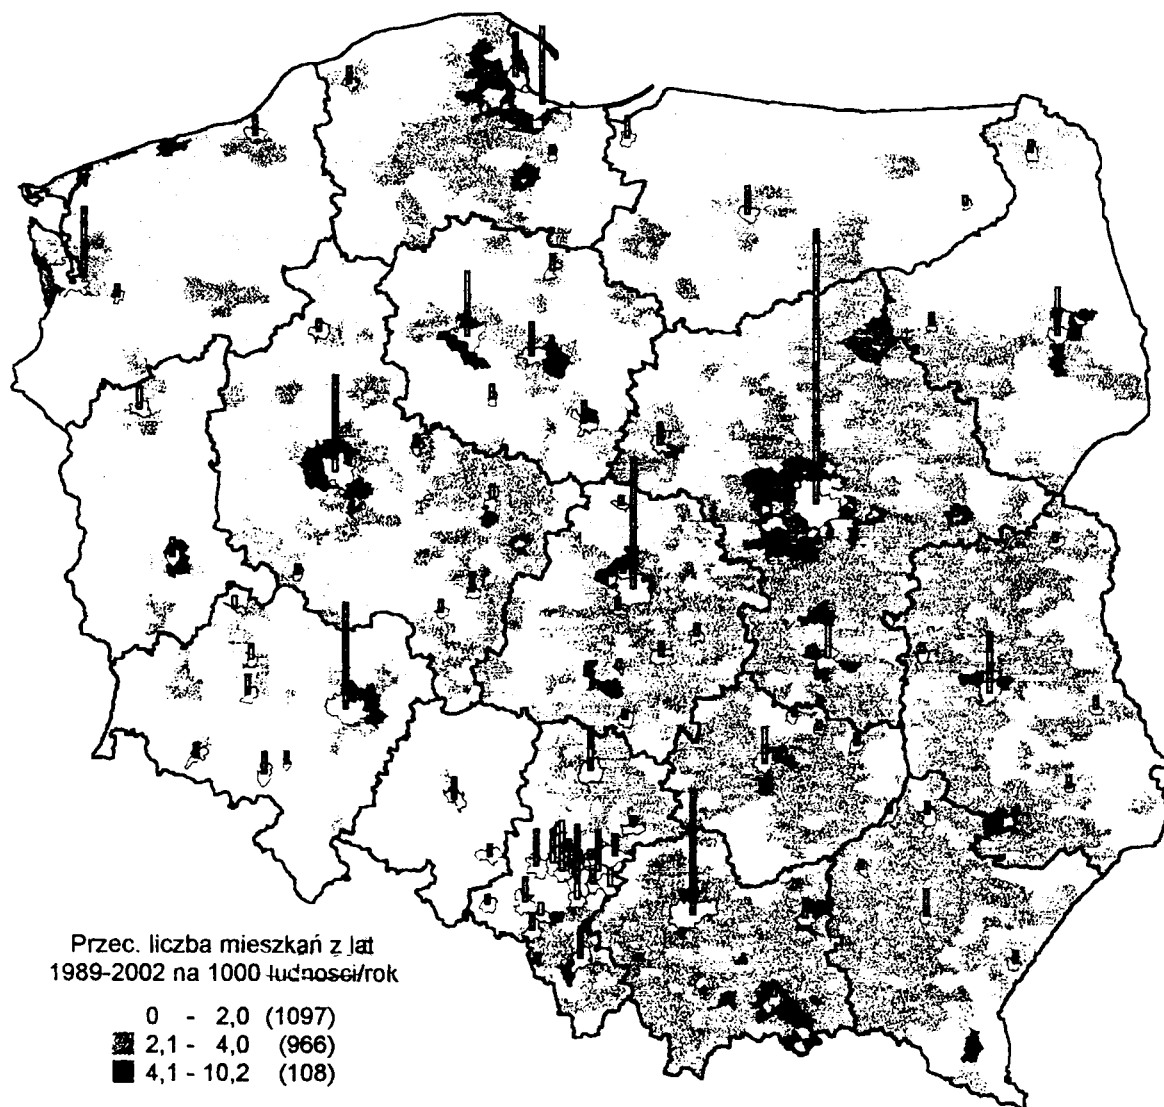 Przec. liczba mieszkań z lat
1989-2002 na 1000 ludności/rok
0 - 2,0 (1097)
2,1 - 4,0 (966)
4,1 - 10,2 (108)